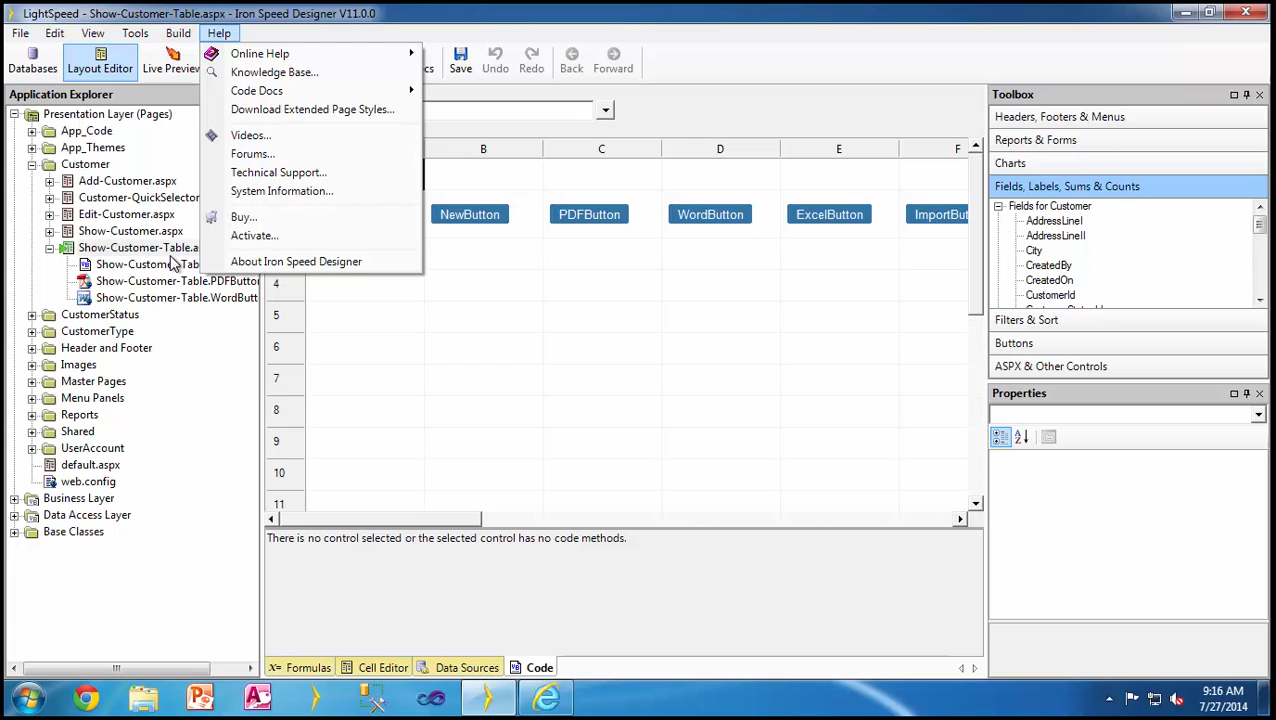 LightSpeed - Show-Customer-Table.aspx - Iron Speed Designer V11.0.0
File Edit View Tools Build Help
Databases Layout Editor Live Preview cs Save Undo Redo Back Forward
Online Help
Knowledge Base...
Code Docs
Download Extended Page Styles...
Videos...
Forums...
Technical Support...
System Information...
Buy...
Activate...
About Iron Speed Designer
Application Explorer
Presentation Layer (Pages)
App_Code
App_Themes
Customer
Add-Customer.aspx
Customer-QuickSelector
Edit-Customer.aspx
Show-Customer.aspx
Show-Customer-Table.as
Show-Customer-Tab
Show-Customer-Table.PDFButton
Show-Customer-Table.WordButt
CustomerStatus
CustomerType
Header and Footer
Images
Master Pages
Menu Panels
Reports
Shared
UserAccount
default.aspx
web.config
Business Layer
Data Access Layer
Base Classes
B C D E F
NewButton PDFButton WordButton ExcelButton ImportBut
4
5
6
7
8
9
10
11
There is no control selected or the selected control has no code methods.
Formulas Cell Editor Data Sources Code
Toolbox
Headers, Footers & Menus
Reports & Forms
Charts
Fields, Labels, Sums & Counts
Fields for Customer
AddressLineI
AddressLineII
City
CreatedBy
CreatedOn
CustomerId
Filters & Sort
Buttons
ASPX & Other Controls
Properties
9:16 AM
7/27/2014